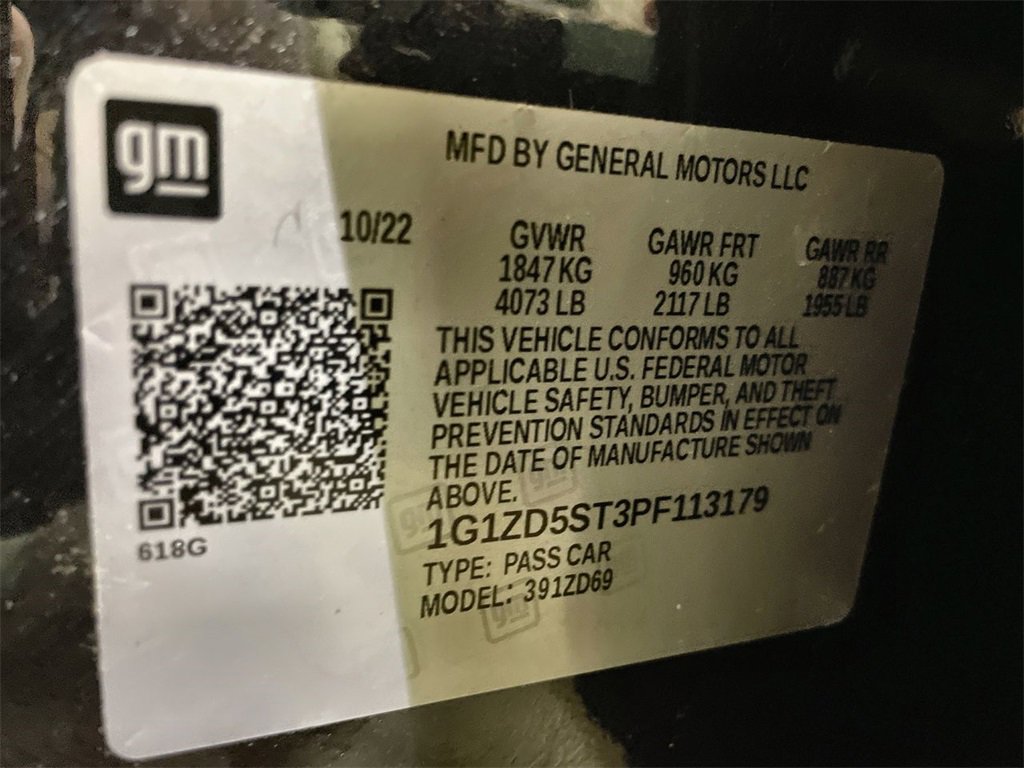 gm
MFD BY GENERAL MOTORS LLC
10/22
GVWR GAWR FRT GAWR RR
1847 KG 960 KG 887 KG
4073 LB 2117 LB 1955 LB
THIS VEHICLE CONFORMS TO ALL
APPLICABLE U.S. FEDERAL MOTOR
VEHICLE SAFETY, BUMPER, AND THEFT
PREVENTION STANDARDS IN EFFECT ON
THE DATE OF MANUFACTURE SHOWN
ABOVE.
1G1ZD5ST3PF113179
TYPE: PASS CAR
MODEL: 391ZD69
618G